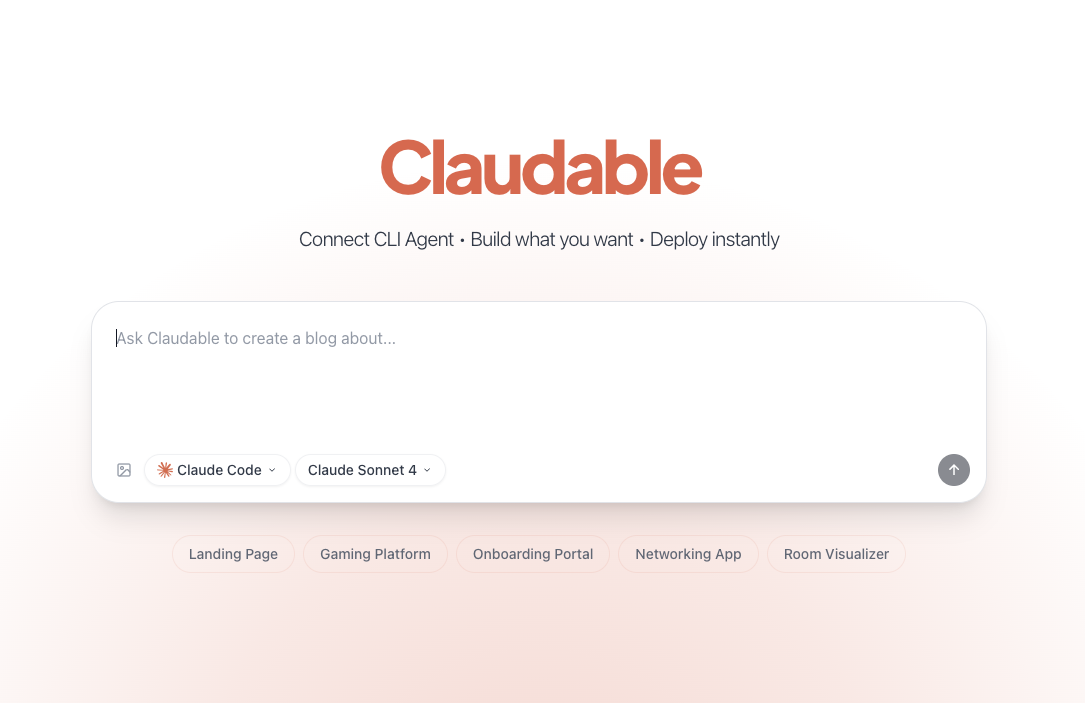 Claudable
Connect CLI Agent • Build what you want • Deploy instantly
Ask Claudable to create a blog about...
Claude Code
Claude Sonnet 4
Landing Page
Gaming Platform
Onboarding Portal
Networking App
Room Visualizer